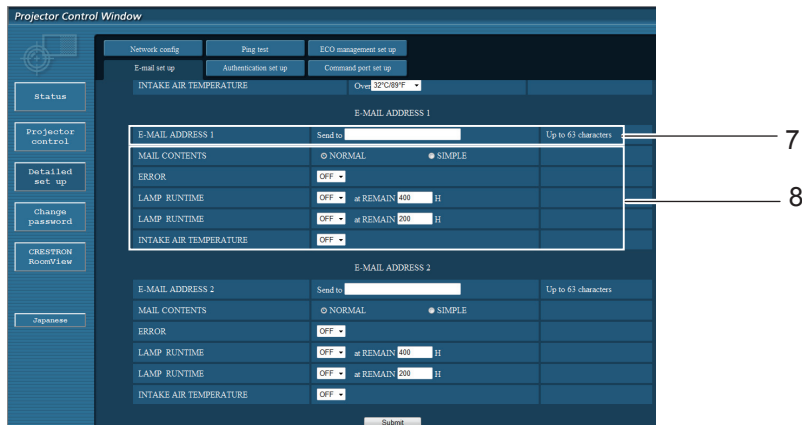 Projector Control Window
Network config Ping test ECO management set up
E-mail set up Authentication set up Command port set up
Status
Projector control
Detailed set up
Change password
CRESTRON RoomView
Japanese
INTAKE AIR TEMPERATURE Over 32°C/89°F
E-MAIL ADDRESS 1
E-MAIL ADDRESS 1 Send to Up to 63 characters 7
MAIL CONTENTS NORMAL SIMPLE
ERROR OFF
LAMP RUNTIME OFF at REMAIN 400 H 8
LAMP RUNTIME OFF at REMAIN 200 H
INTAKE AIR TEMPERATURE OFF
E-MAIL ADDRESS 2
E-MAIL ADDRESS 2 Send to Up to 63 characters
MAIL CONTENTS NORMAL SIMPLE
ERROR OFF
LAMP RUNTIME OFF at REMAIN 400 H
LAMP RUNTIME OFF at REMAIN 200 H
INTAKE AIR TEMPERATURE OFF
Submit